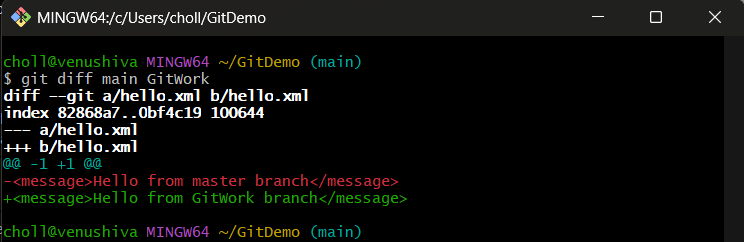 MINGW64:/c/Users/choll/GitDemo
choll@venushiva MINGW64 ~/GitDemo (main)
$ git diff main GitWork
diff --git a/hello.xml b/hello.xml
index 82868a7..0bf4c19 100644
--- a/hello.xml
+++ b/hello.xml
@@ -1 +1 @@
-<message>Hello from master branch</message>
+<message>Hello from GitWork branch</message>
choll@venushiva MINGW64 ~/GitDemo (main)